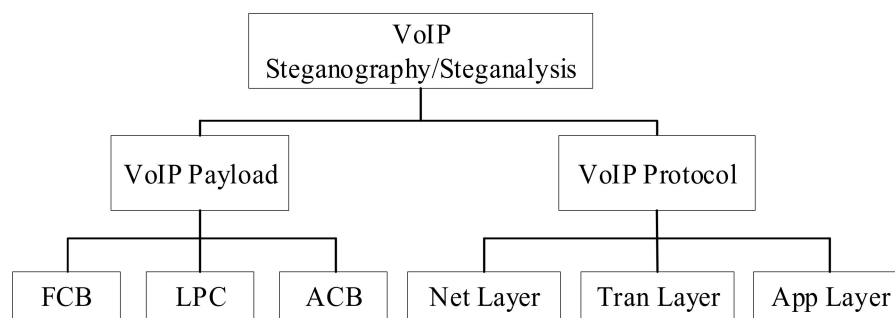 VoIP
Steganography/Steganalysis
VoIP Payload
VoIP Protocol
FCB
LPC
ACB
Net Layer
Tran Layer
App Layer